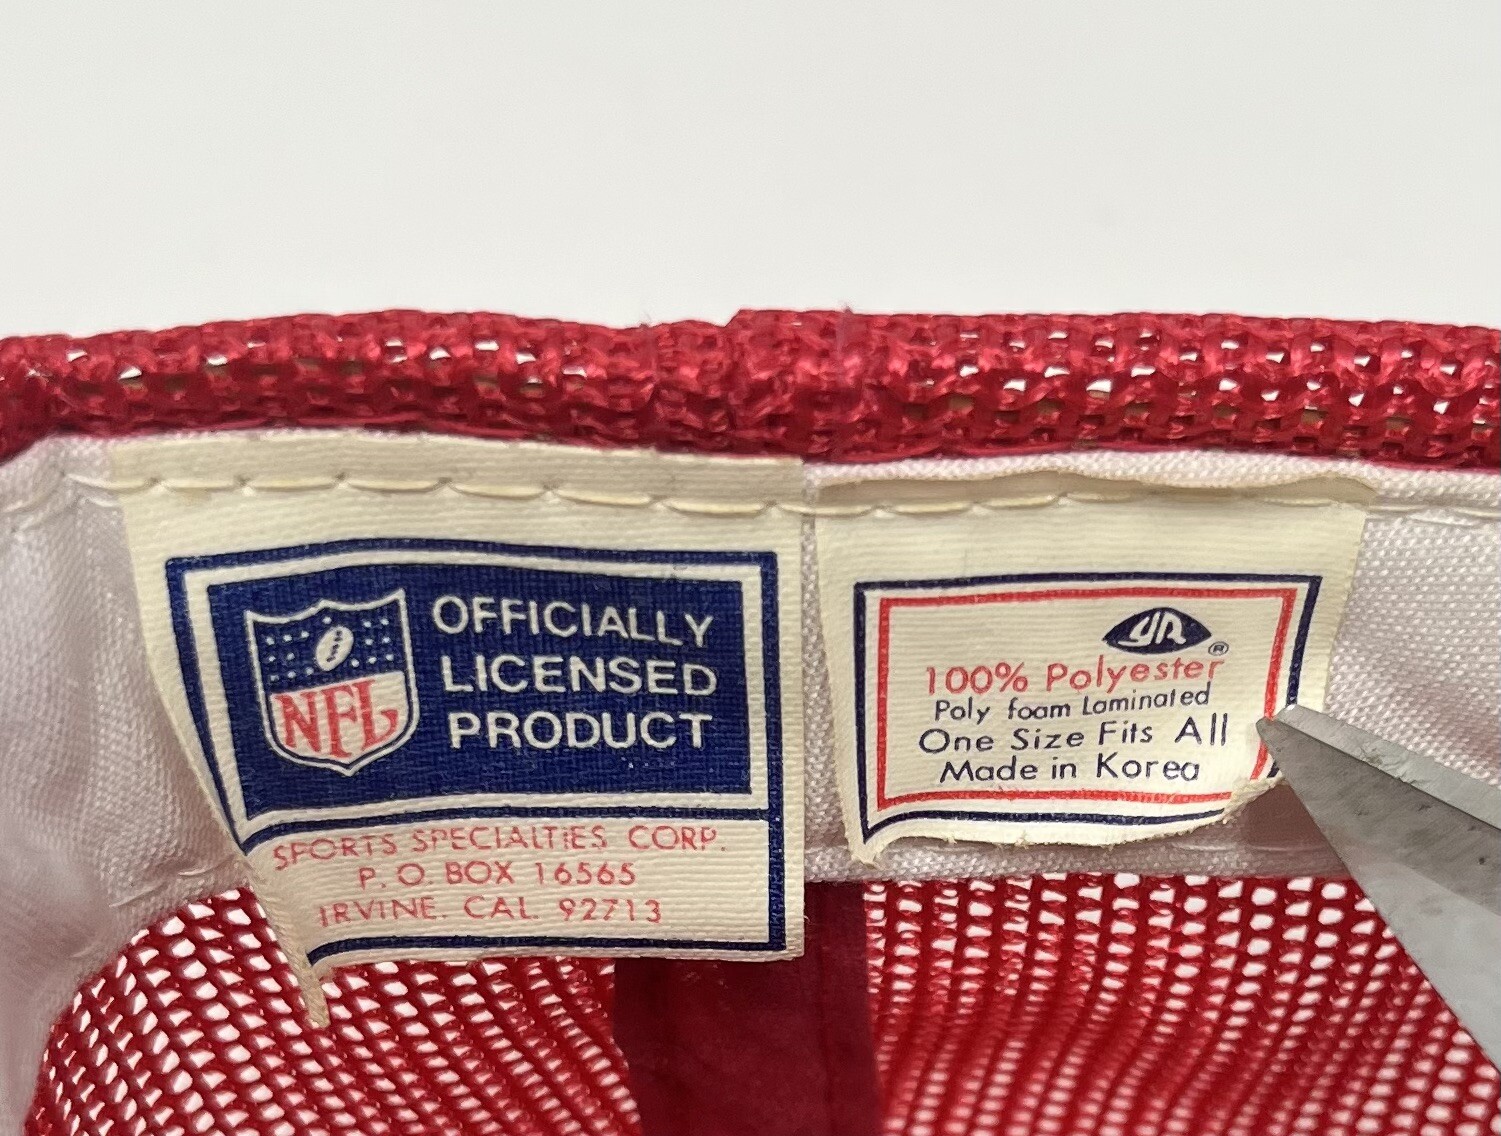 NFL
OFFICIALLY
LICENSED
PRODUCT
SPORTS SPECIALTIES CORP.
P. O. BOX 16565
IRVINE. CAL. 92713
YA ®
100% Polyester
Poly foam Laminated
One Size Fits All
Made in Korea